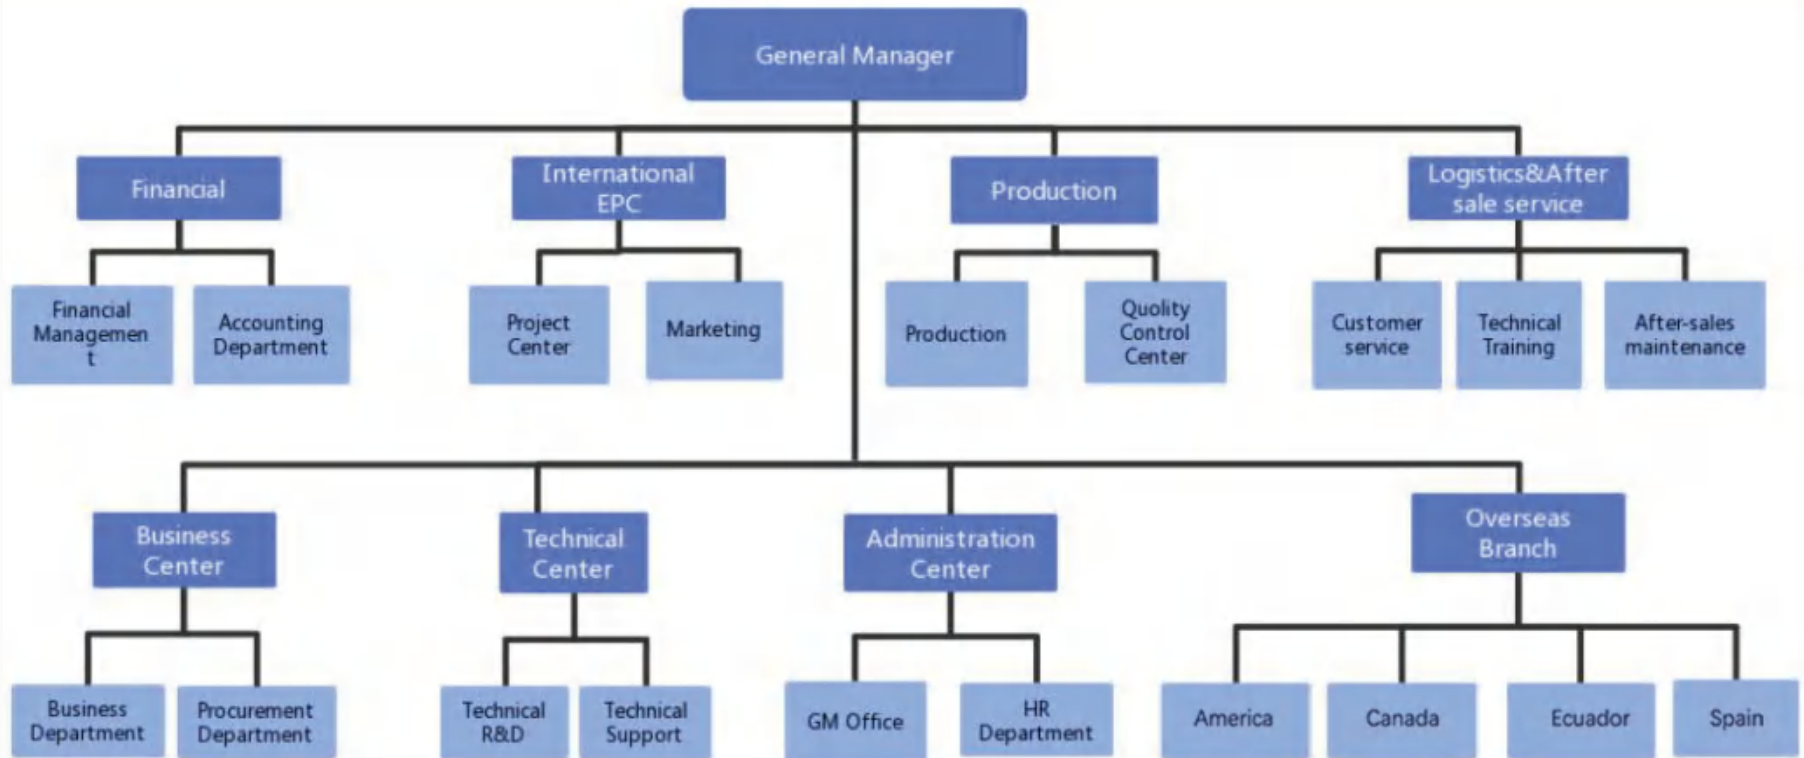 General Manager
Financial
International
EPC
Production
Logistics&After
sale service
Financial
Managemen
t
Accounting
Department
Project
Center
Marketing
Production
Quolity
Control
Center
Customer
service
Technical
Training
After-sales
maintenance
Business
Center
Technical
Center
Administration
Center
Overseas
Branch
Business
Department
Procurement
Department
Technical
R&D
Technical
Support
GM Office
HR
Department
America
Canada
Ecuador
Spain